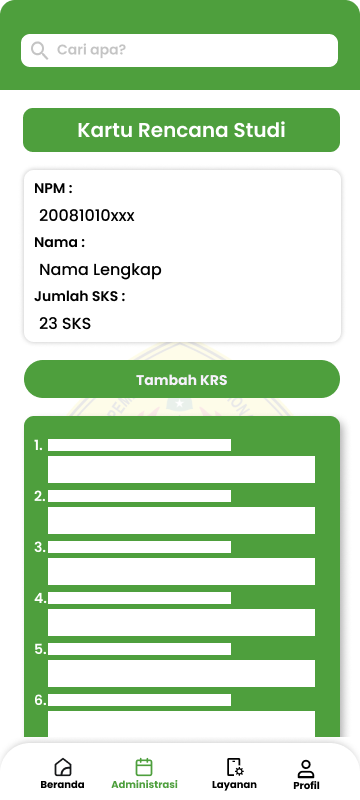 Cari apa?
Kartu Rencana Studi
NPM :
20081010xxx
Nama :
Nama Lengkap
Jumlah SKS :
23 SKS
Tambah KRS
1.
2.
3.
4.
5.
6.
Beranda
Administrasi
Layanan
Profil